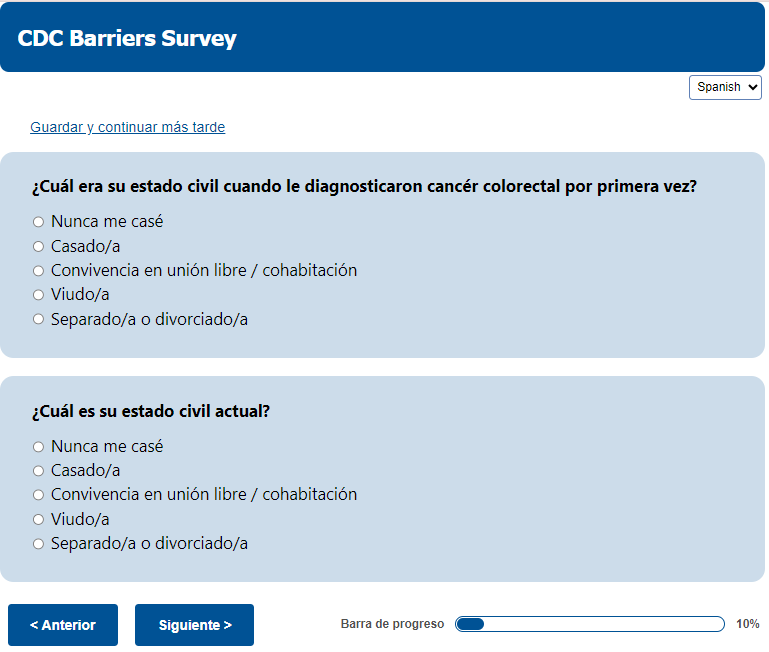 CDC Barriers Survey
Spanish
Guardar y continuar más tarde
¿Cuál era su estado civil cuando le diagnosticaron cancér colorectal por primera vez?
Nunca me casé
Casado/a
Convivencia en unión libre / cohabitación
Viudo/a
Separado/a o divorciado/a
¿Cuál es su estado civil actual?
Nunca me casé
Casado/a
Convivencia en unión libre / cohabitación
Viudo/a
Separado/a o divorciado/a
< Anterior
Siguiente >
Barra de progreso
10%